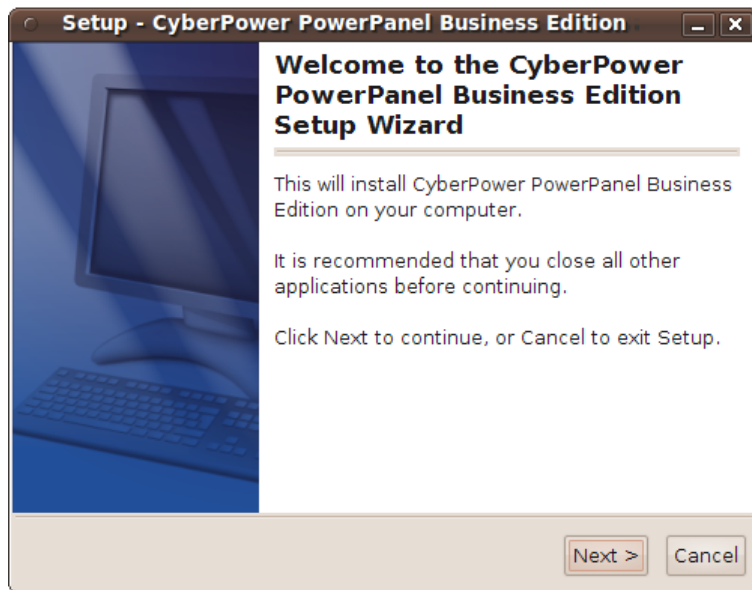 Setup - CyberPower PowerPanel Business Edition
Welcome to the CyberPower
PowerPanel Business Edition
Setup Wizard
This will install CyberPower PowerPanel Business
Edition on your computer.
It is recommended that you close all other
applications before continuing.
Click Next to continue, or Cancel to exit Setup.
Next >
Cancel